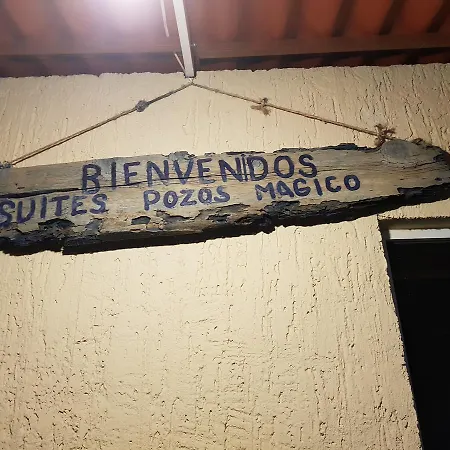 BIENVENIDOS
SUITES POZOS MAGICO